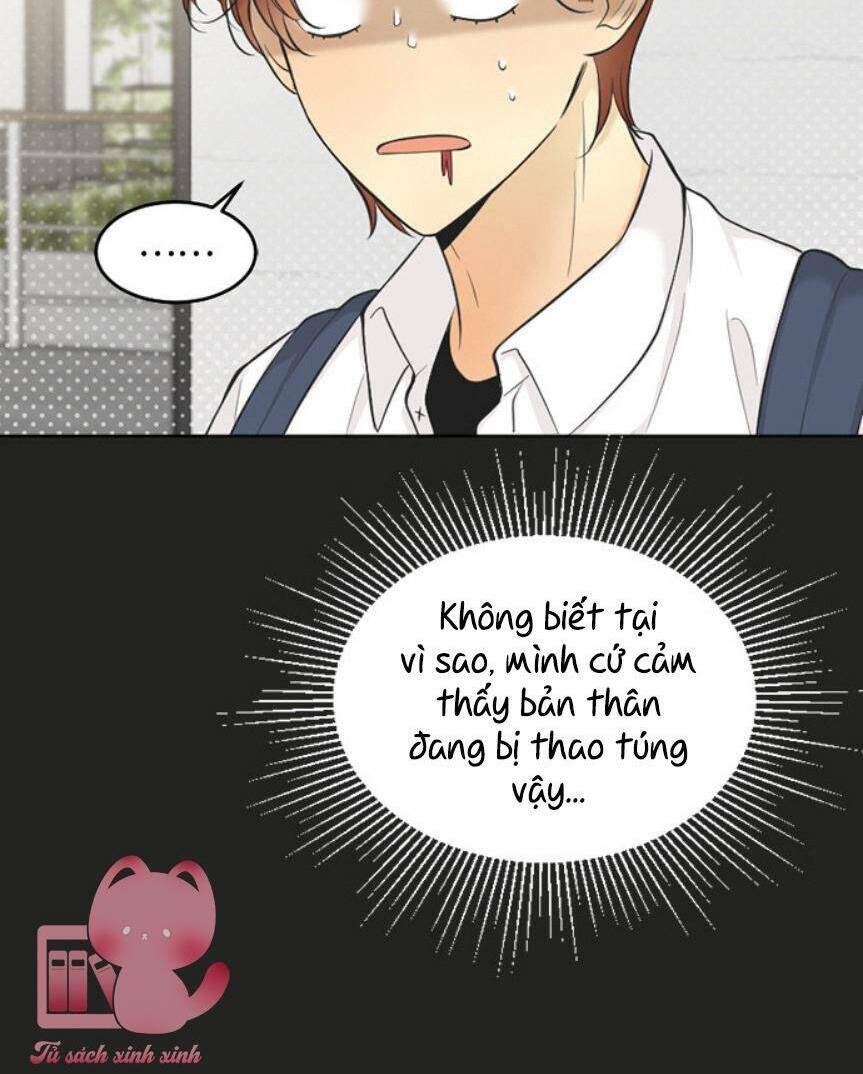 ......
Không biết tại
vì sao, mình cứ cảm
thấy bản thân
đang bị thao túng
vậy...
Tủ sách xinh xinh